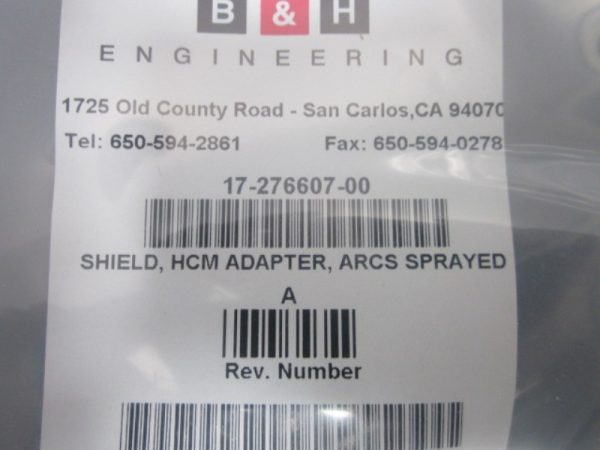 B & H
ENGINEERING
1725 Old County Road - San Carlos,CA 94070
Tel: 650-594-2861 Fax: 650-594-0278
17-276607-00
SHIELD, HCM ADAPTER, ARCS SPRAYED
A
Rev. Number